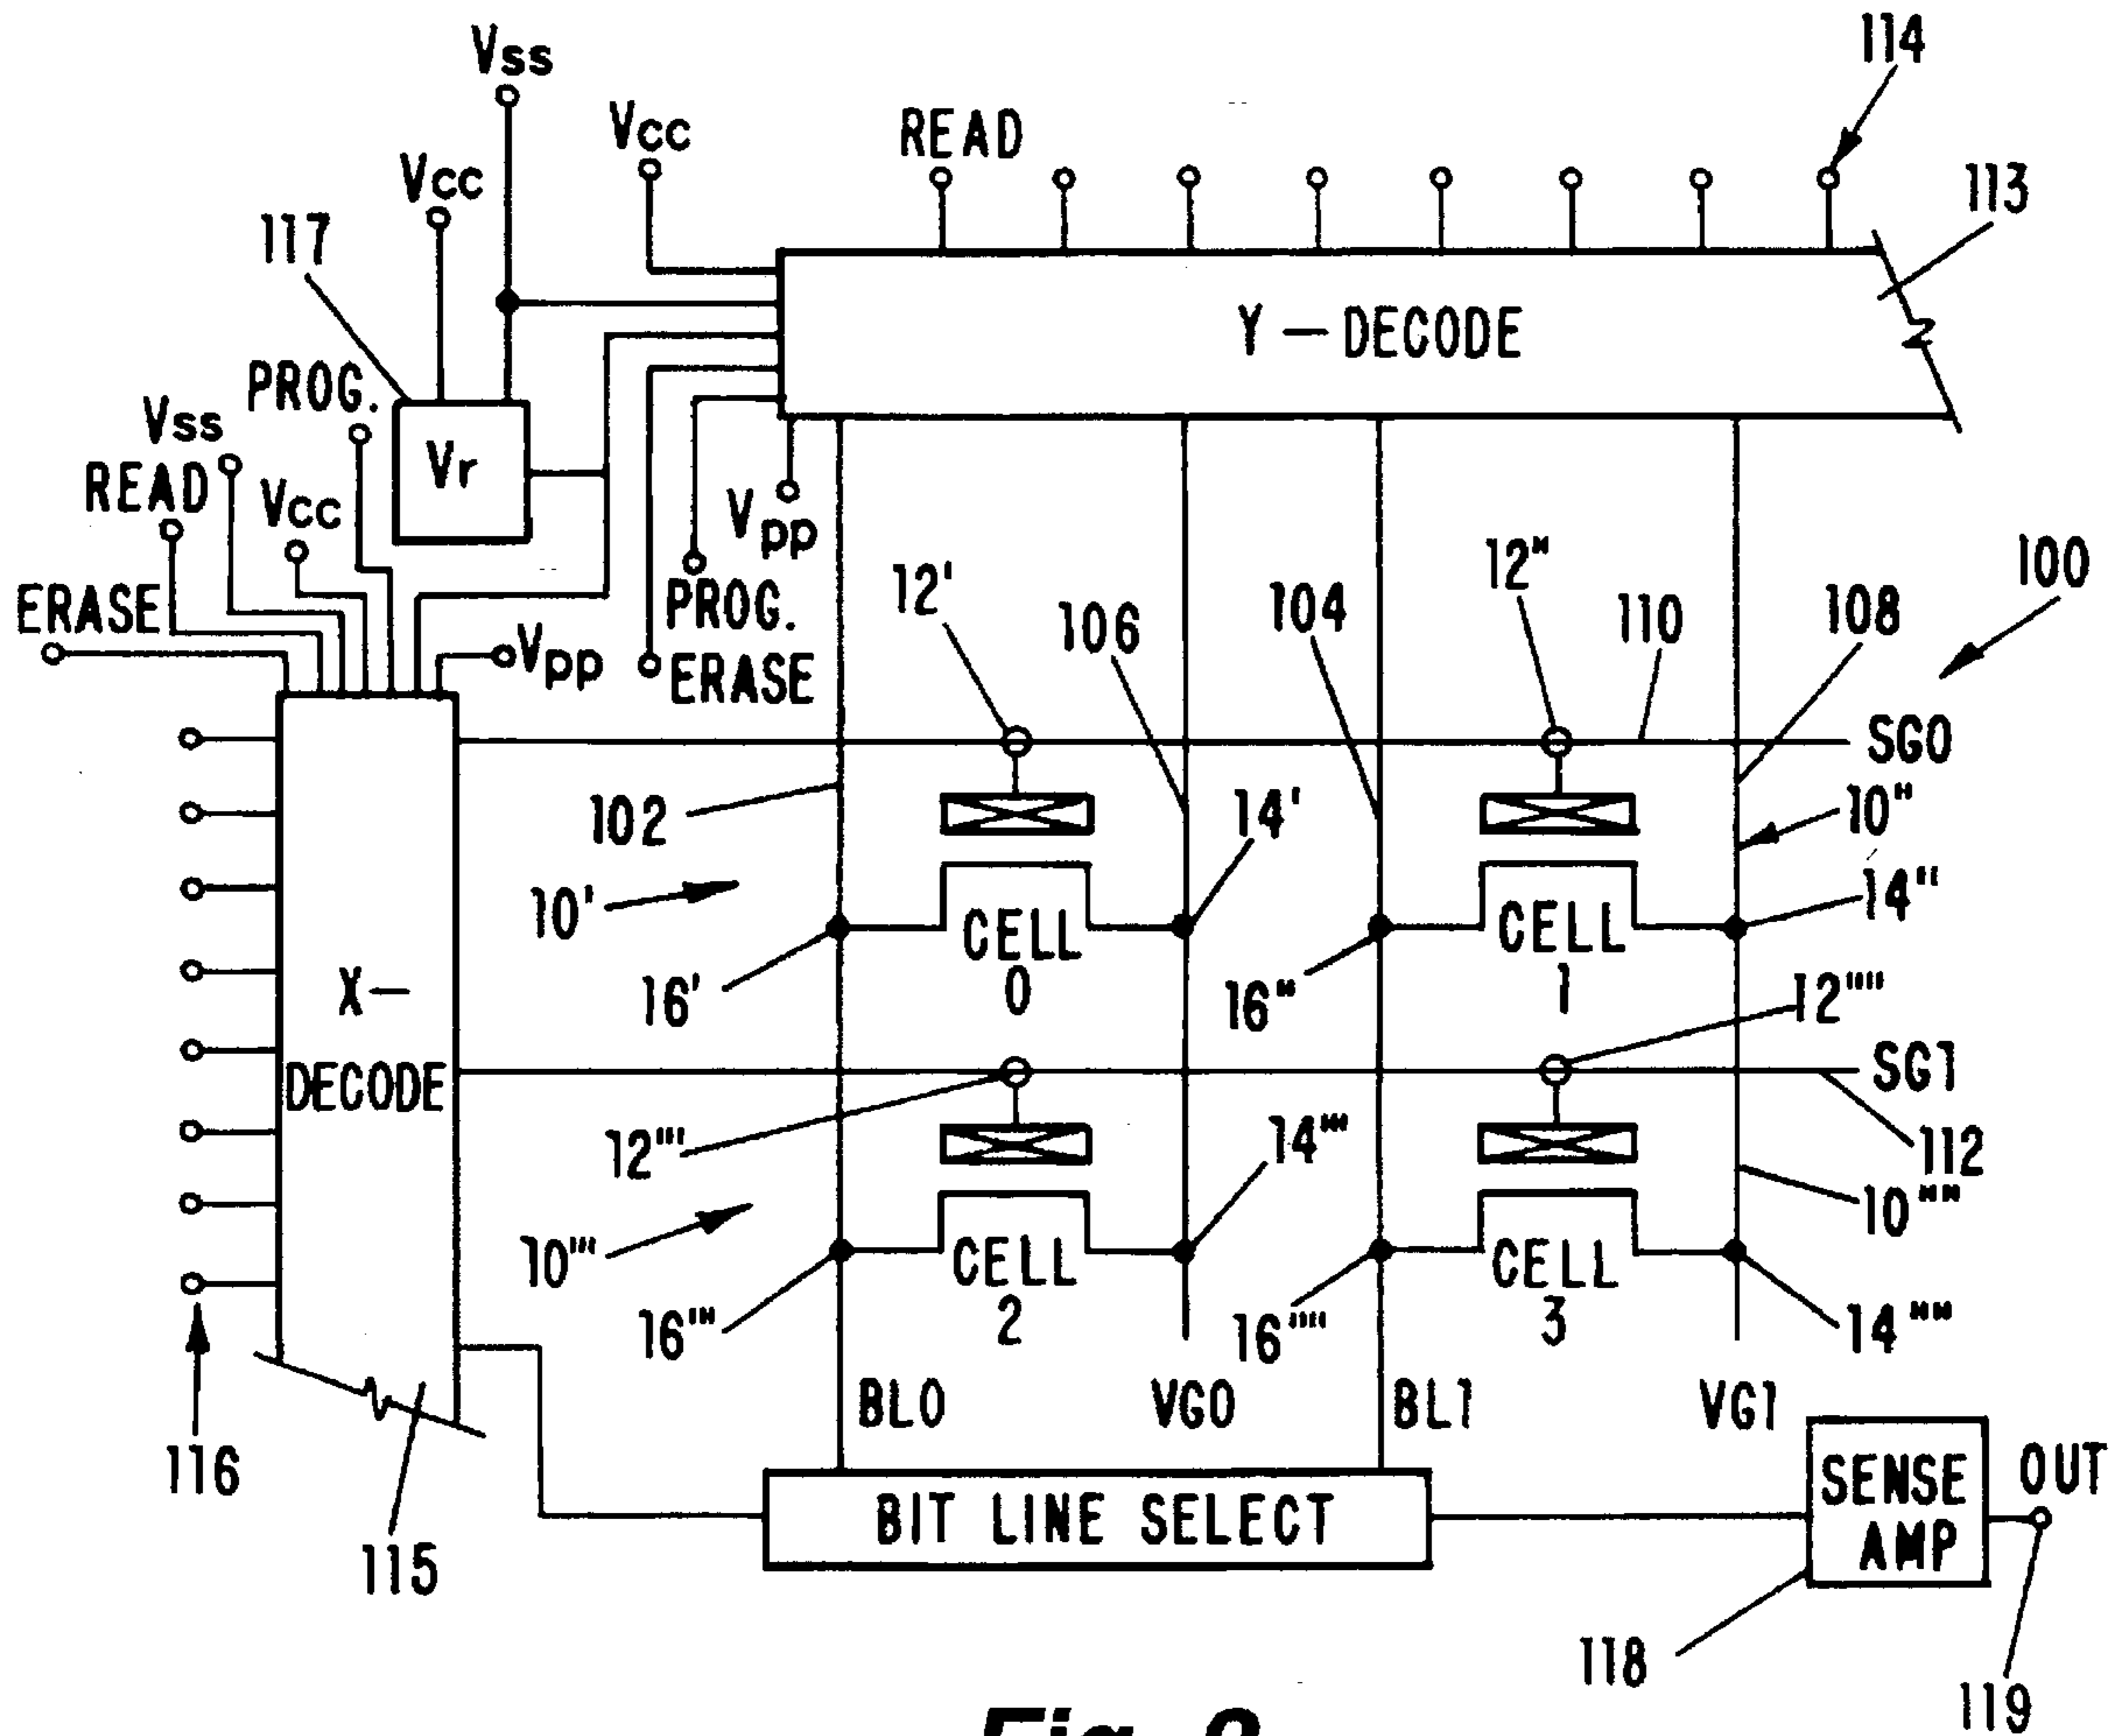 114
Vss
Vcc
READ
Vcc
113
117
Y — DECODE
PROG.
Vss
Vr
READ
Vcc
Vpp
12'
12"
100
ERASE
PROG.
106
104
110
108
Vpp
ERASE
SG0
102
14'
10"
10'
CELL
0
CELL
1
14"
16'
16"
X—
DECODE
12""
SG1
12"'
14"'
112
10""
10"'
CELL
2
CELL
3
16"'
16""
14""
BL0
VG0
BL1
VG1
116
BIT LINE SELECT
SENSE
AMP
OUT
115
118
119